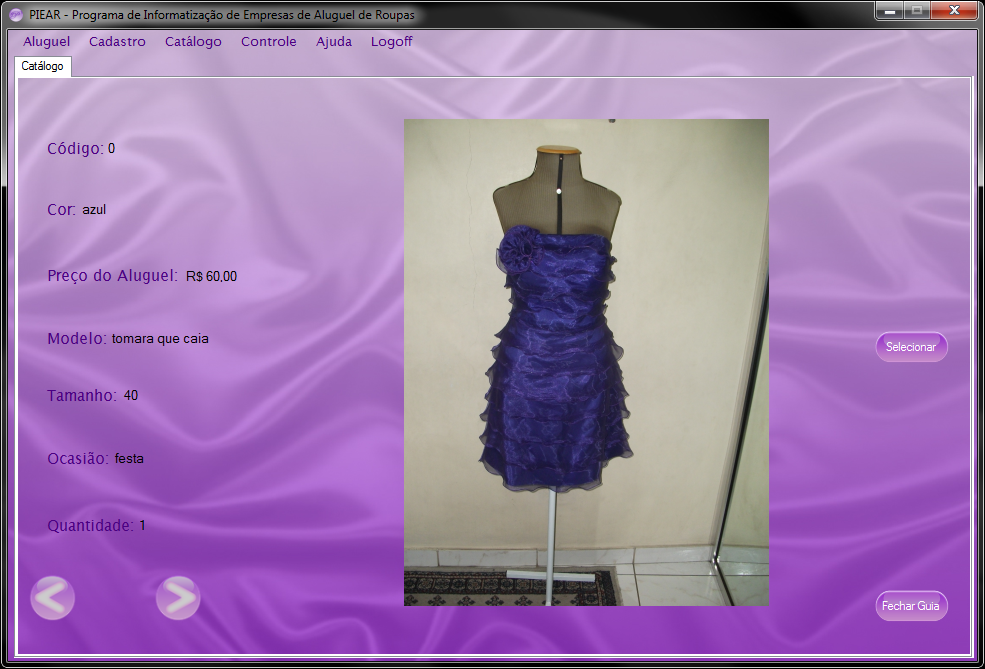 PIEAR - Programa de Informatização de Empresas de Aluguel de Roupas
Aluguel Cadastro Catálogo Controle Ajuda Logoff
Catálogo
Código: 0
Cor: azul
Preço do Aluguel: R$ 60,00
Modelo: tomara que caia
Selecionar
Tamanho: 40
Ocasião: festa
Quantidade: 1
Fechar Guia